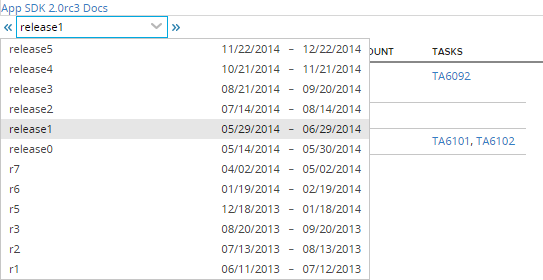 App SDK 2.0rc3 Docs
« release1 »
OUNT TASKS
release5 11/22/2014 – 12/22/2014
release4 10/21/2014 – 11/21/2014
TA6092
release3 08/21/2014 – 09/20/2014
release2 07/14/2014 – 08/14/2014
release1 05/29/2014 – 06/29/2014
release0 05/14/2014 – 05/30/2014
TA6101, TA6102
r7 04/02/2014 – 05/02/2014
r6 01/19/2014 – 02/19/2014
r5 12/18/2013 – 01/18/2014
r3 08/20/2013 – 09/20/2013
r2 07/13/2013 – 08/13/2013
r1 06/11/2013 – 07/12/2013